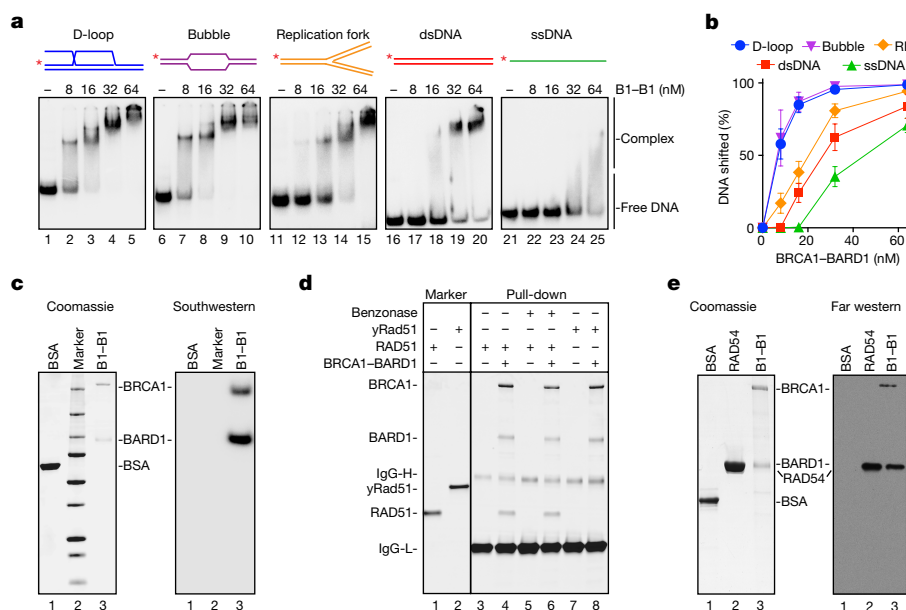 a
D-loop Bubble Replication fork dsDNA ssDNA
* * * * *
– 8 16 32 64 – 8 16 32 64 – 8 16 32 64 – 8 16 32 64 – 8 16 32 64 B1–B1 (nM)
-Complex
-Free DNA
1 2 3 4 5 6 7 8 9 10 11 12 13 14 15 16 17 18 19 20 21 22 23 24 25
b
D-loop Bubble
dsDNA ssDNA
DNA shifted (%)
100
50
0
0 20 40
BRCA1–BARD1 (nM)
c
Coomassie Southwestern
BSA Marker B1–B1 BSA Marker B1–B1
-BRCA1-
-BARD1-
-BSA
1 2 3 1 2 3
d
Marker Pull-down
Benzonase – – – – + + – –
yRad51 – + – – – – + +
RAD51 + – + + + + – –
BRCA1–BARD1 – – – + – + – +
BRCA1-
BARD1-
IgG-H
yRad51-
RAD51-
IgG-L-
1 2 3 4 5 6 7 8
e
Coomassie Far western
BSA RAD54 B1–B1 BSA RAD54 B1–B1
-BRCA1-
-BARD1-
RAD54
-BSA
1 2 3 1 2 3